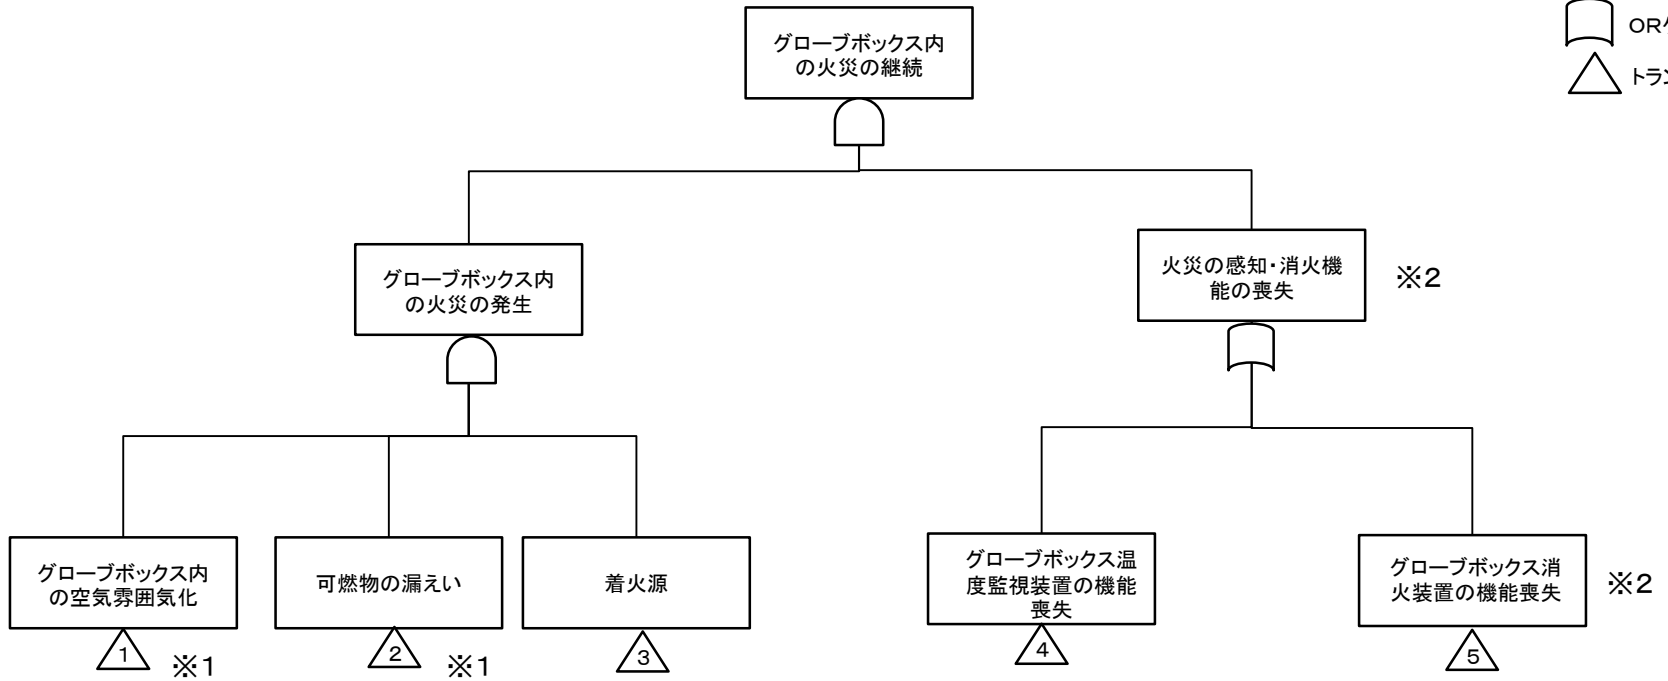 グローブボックス内
の火災の継続
OR
トラ
グローブボックス内
の火災の発生
火災の感知・消火機
能の喪失
※2
グローブボックス内
の空気雰囲気化
可燃物の漏えい
着火源
グローブボックス温
度監視装置の機能
喪失
グローブボックス消
火装置の機能喪失
※2
1
※1
2
※1
3
4
5